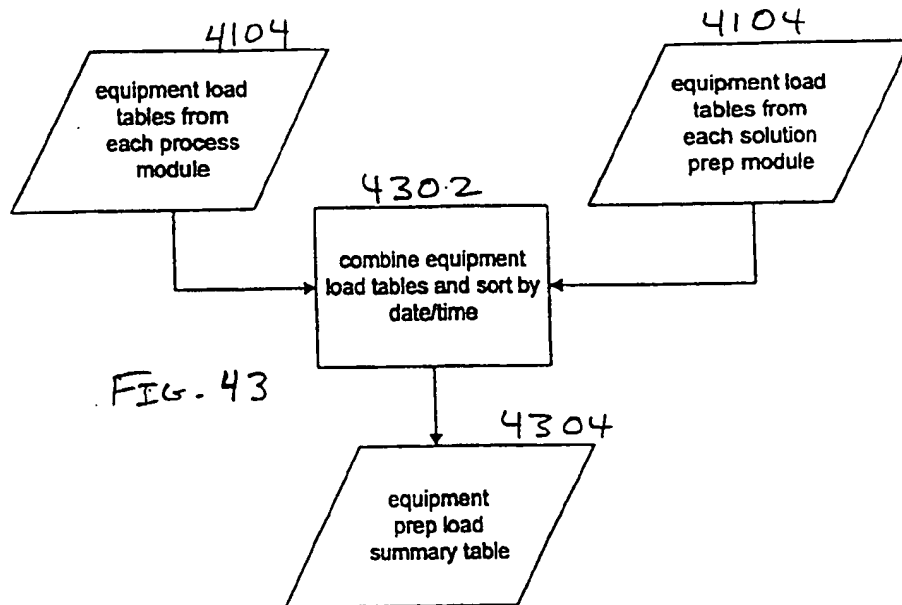 4104
equipment load
tables from
each process
module
4104
equipment load
tables from
each solution
prep module
4302
combine equipment
load tables and sort by
date/time
FIG. 43
4304
equipment
prep load
summary table